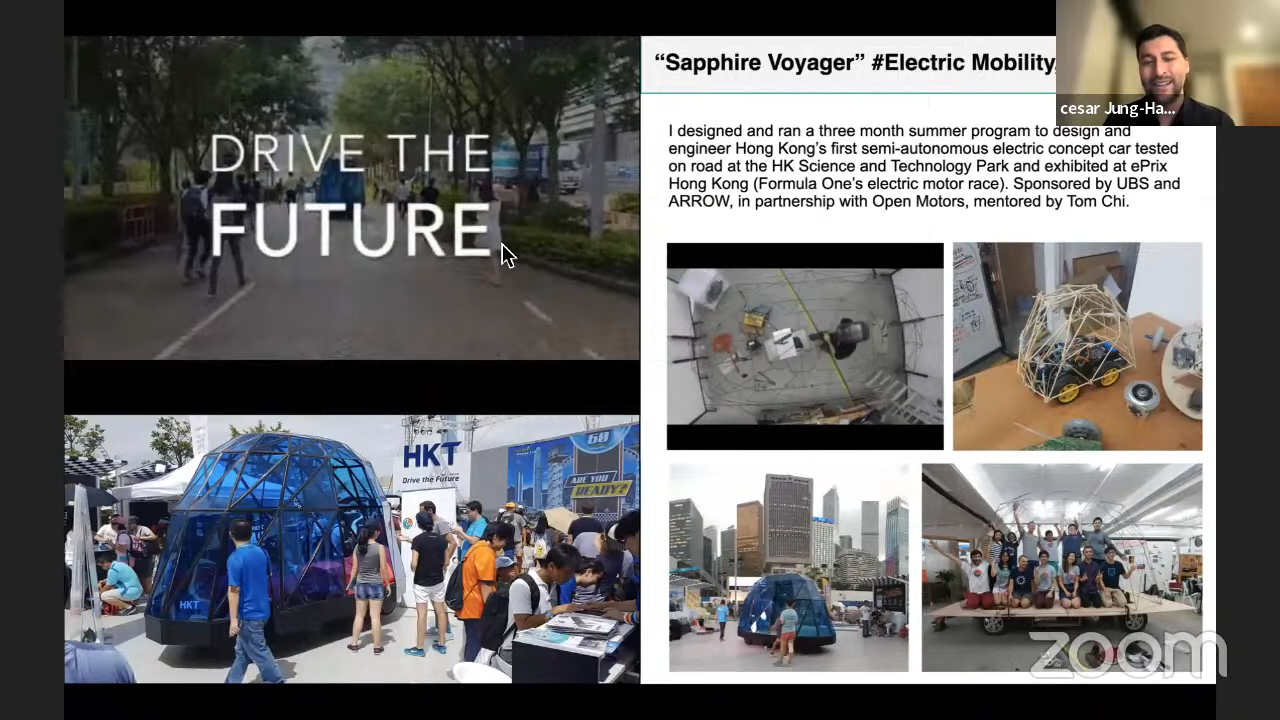 DRIVE THE
FUTURE
“Sapphire Voyager” #Electric Mobility
cesar Jung-Ha...
I designed and ran a three month summer program to design and
engineer Hong Kong’s first semi-autonomous electric concept car tested
on road at the HK Science and Technology Park and exhibited at ePrix
Hong Kong (Formula One’s electric motor race). Sponsored by UBS and
ARROW, in partnership with Open Motors, mentored by Tom Chi.
HKT
Drive the Future
ARE YOU
READY?
HKT
zoom